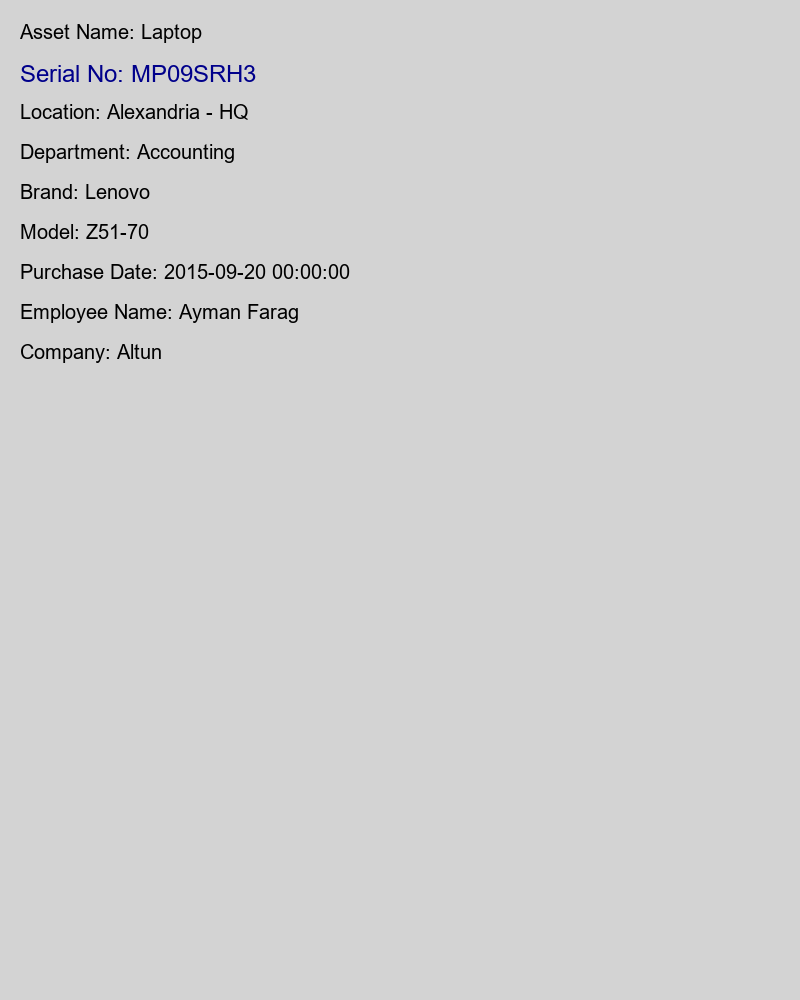 Asset Name: Laptop
Serial No: MP09SRH3
Location: Alexandria - HQ
Department: Accounting
Brand: Lenovo
Model: Z51-70
Purchase Date: 2015-09-20 00:00:00
Employee Name: Ayman Farag
Company: Altun